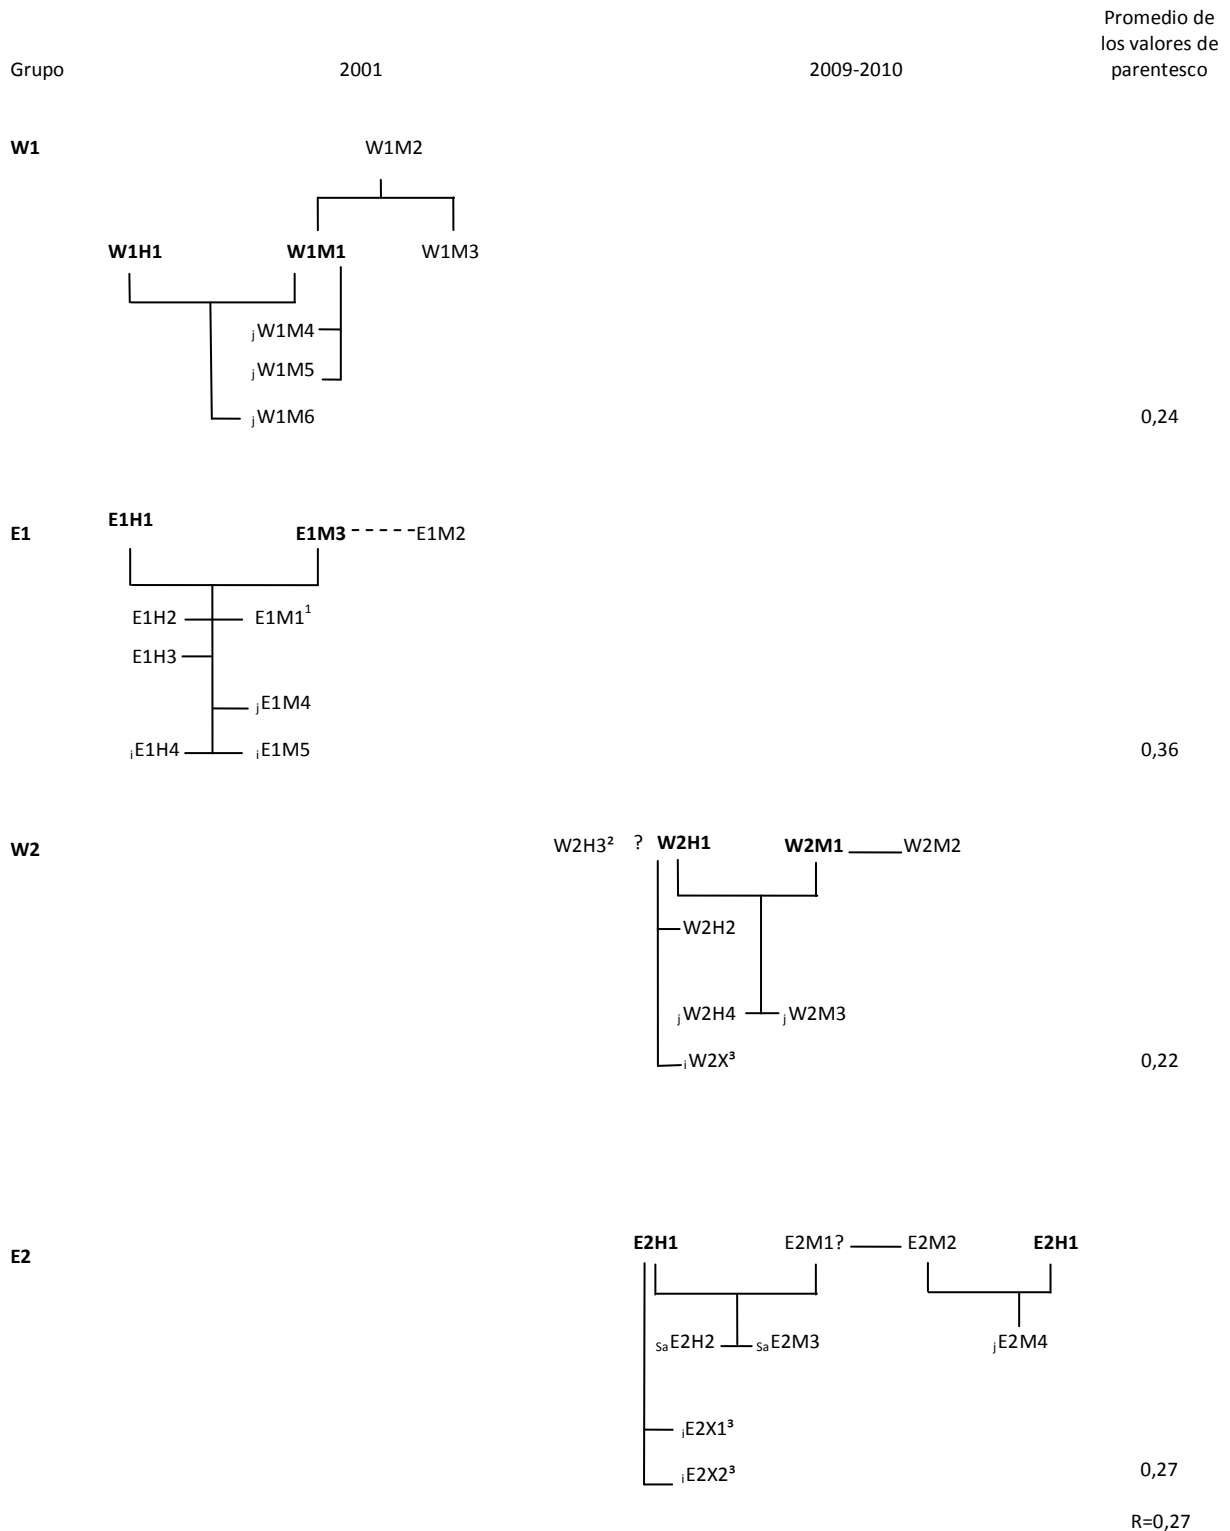 Promedio de
los valores de
Grupo 2001 2009-2010 parentesco
W1 W1M2
W1H1 W1M1 W1M3
jW1M4
jW1M5
jW1M6 0,24
E1H1
E1 E1M3 E1M2
E1H2 E1M1¹
E1H3
jE1M4
iE1H4 iE1M5 0,36
W2 W2H3² ? W2H1 W2M1 W2M2
W2H2
jW2H4 jW2M3
iW2X³ 0,22
E2 E2H1 E2M1? E2M2 E2H1
SaE2H2 SaE2M3 jE2M4
iE2X1³
iE2X2³ 0,27
R=0,27